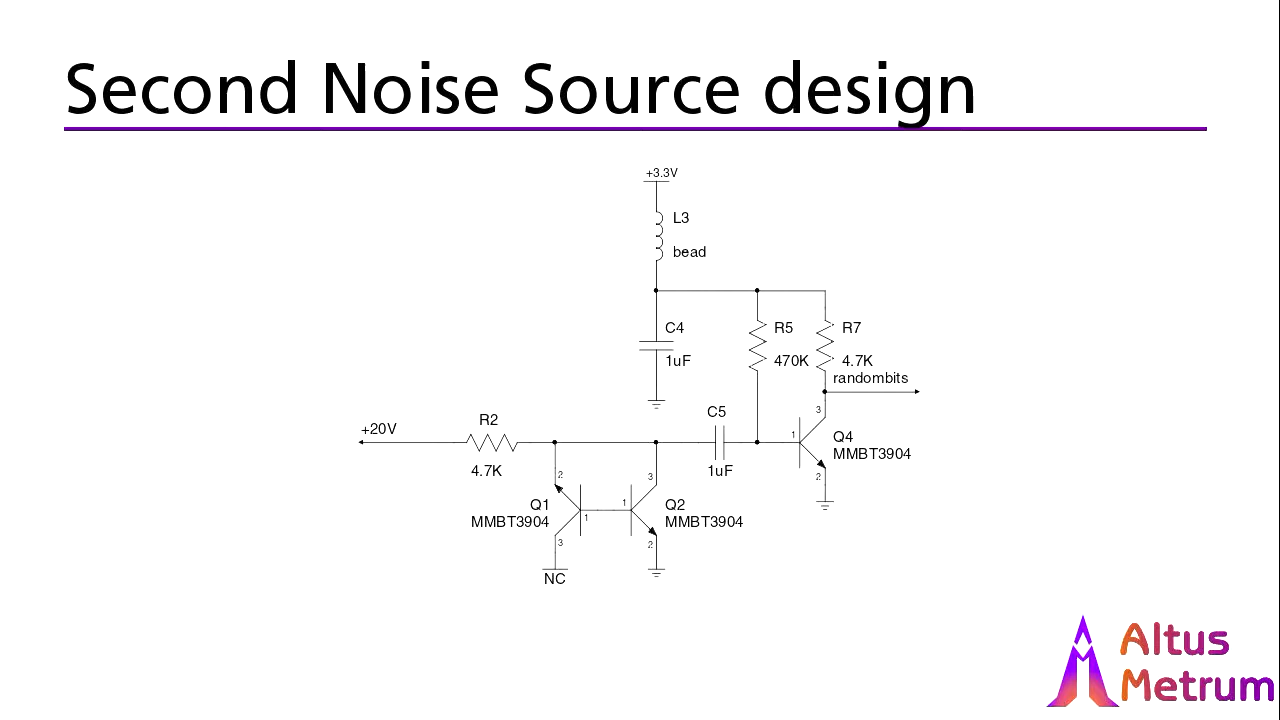 Second Noise Source design
+3.3V
L3
bead
C4
1uF
R5
470K
R7
4.7K
randombits
+20V
R2
4.7K
C5
1uF
3
1
2
Q4
MMBT3904
2
Q1
MMBT3904
1
3
NC
3
1
Q2
MMBT3904
2
Altus
Metrum